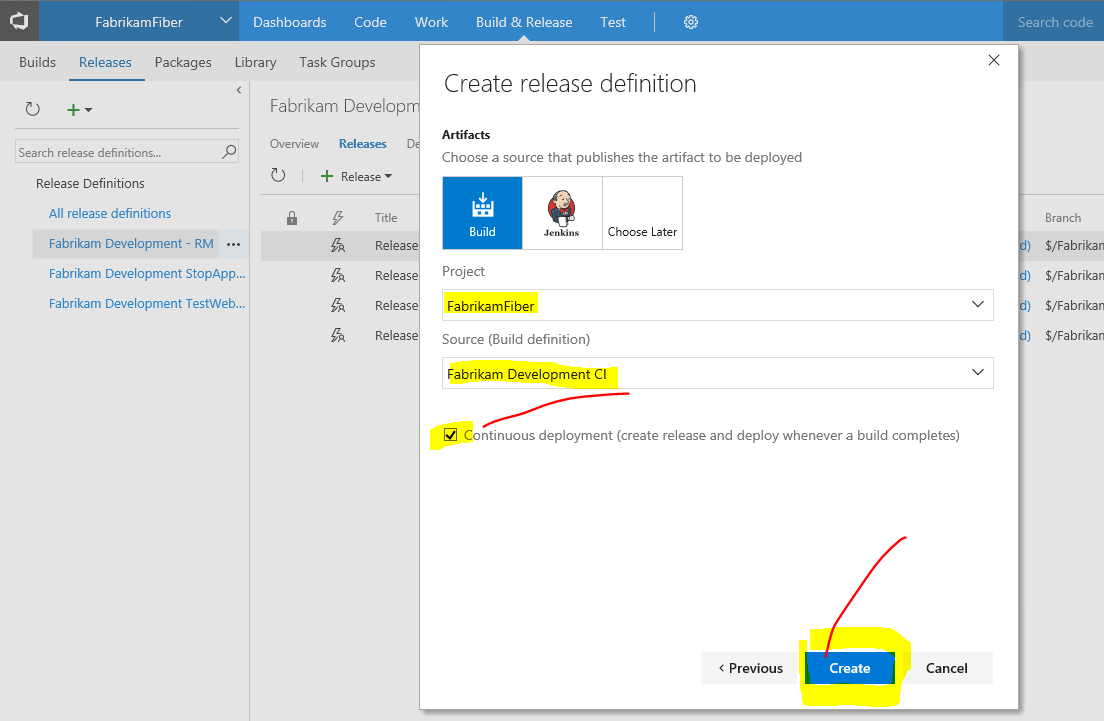 FabrikamFiber Dashboards Code Work Build & Release Test Search code
Builds Releases Packages Library Task Groups
Search release definitions...
Release Definitions
All release definitions
Fabrikam Development - RM ...
Fabrikam Development StopApp...
Fabrikam Development TestWeb...
Fabrikam Developm
Overview Releases De
+ Release
Title
Release
Release
Release
Release
Create release definition
Artifacts
Choose a source that publishes the artifact to be deployed
Build Jenkins Choose Later
Project
FabrikamFiber
Source (Build definition)
Fabrikam Development CI
Continuous deployment (create release and deploy whenever a build completes)
< Previous Create Cancel
Branch
d) $/Fabrikam
d) $/Fabrikam
d) $/Fabrikam
d) $/Fabrikam